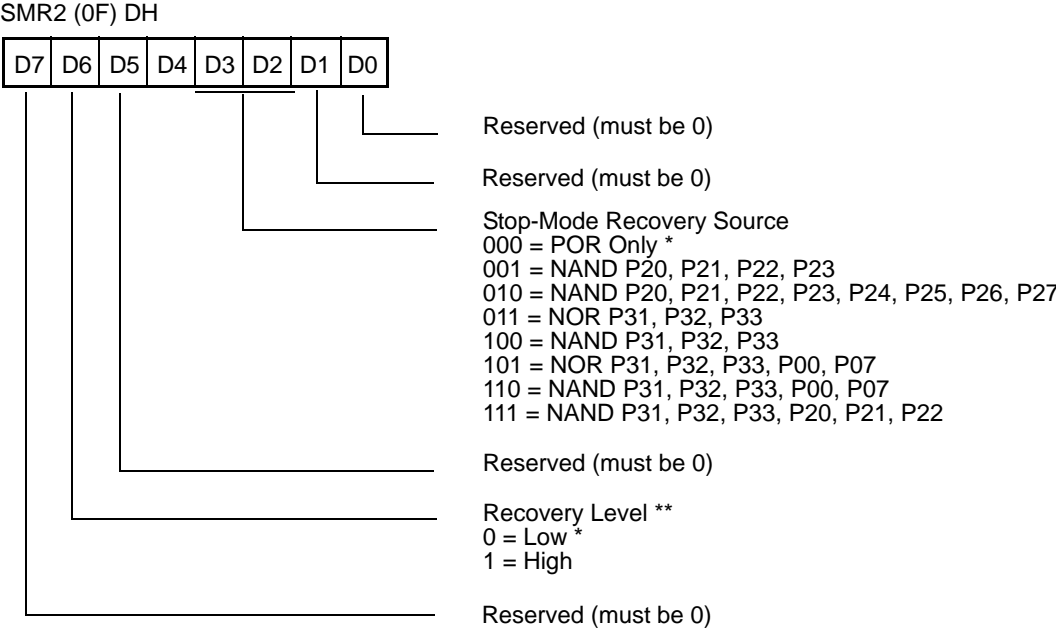 SMR2 (0F) DH
D7 D6 D5 D4 D3 D2 D1 D0
Reserved (must be 0)
Reserved (must be 0)
Stop-Mode Recovery Source
000 = POR Only *
001 = NAND P20, P21, P22, P23
010 = NAND P20, P21, P22, P23, P24, P25, P26, P27
011 = NOR P31, P32, P33
100 = NAND P31, P32, P33
101 = NOR P31, P32, P33, P00, P07
110 = NAND P31, P32, P33, P00, P07
111 = NAND P31, P32, P33, P20, P21, P22
Reserved (must be 0)
Recovery Level **
0 = Low *
1 = High
Reserved (must be 0)